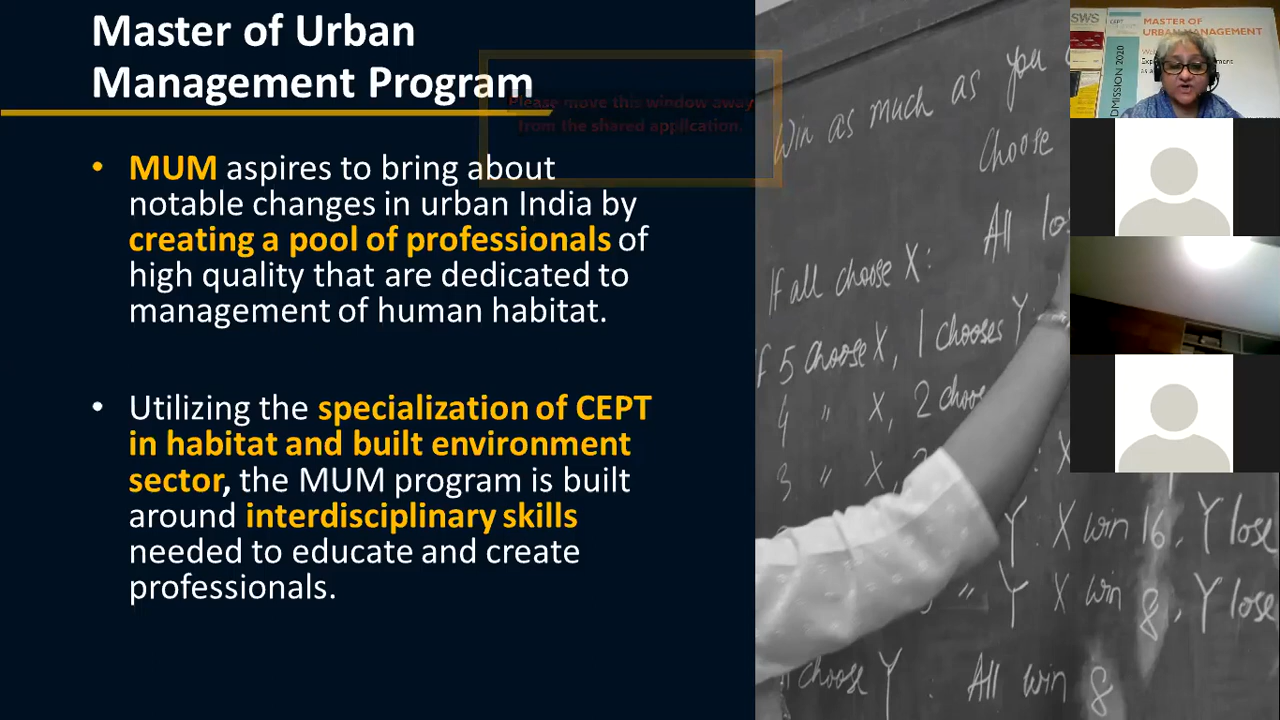 Master of Urban
Management Program
Please move this window away
from the shared application.
• MUM aspires to bring about
notable changes in urban India by
creating a pool of professionals of
high quality that are dedicated to
management of human habitat.
• Utilizing the specialization of CEPT
in habitat and built environment
sector, the MUM program is built
around interdisciplinary skills
needed to educate and create
professionals.
Win as much as you
Choose
All
If all choose X:
5 choose X, 1 chooses Y
4 " X, 2
3 " X,
Y: X win 16, Y lose
" Y X win 8, Y lose
choose Y: All win 8
SWS
CEPT
MASTER OF
URBAN MANAGEMENT
DMISSION 2020